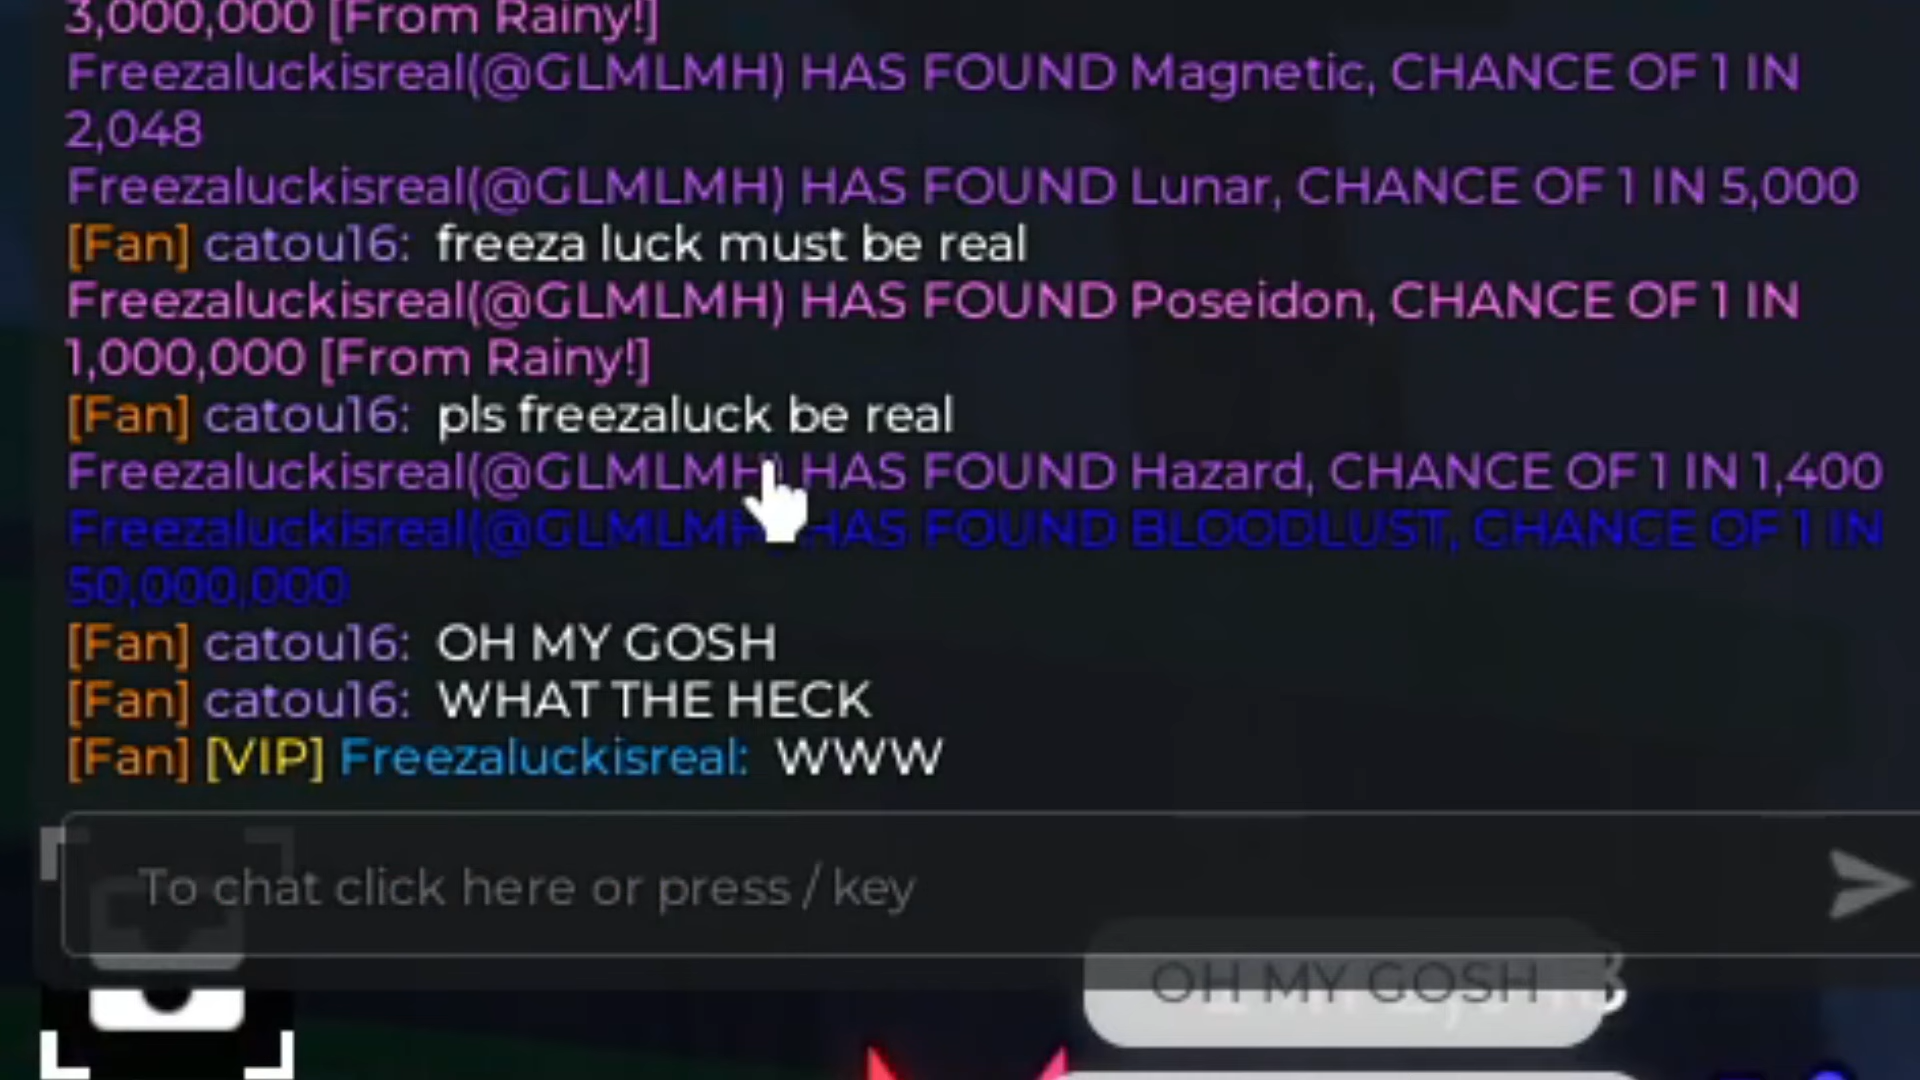 3,000,000 [From Rainy!]
Freezaluckisreal(@GLMLMH) HAS FOUND Magnetic, CHANCE OF 1 IN
2,048
Freezaluckisreal(@GLMLMH) HAS FOUND Lunar, CHANCE OF 1 IN 5,000
[Fan] catou16: freeza luck must be real
Freezaluckisreal(@GLMLMH) HAS FOUND Poseidon, CHANCE OF 1 IN
1,000,000 [From Rainy!]
[Fan] catou16: pls freezaluck be real
Freezaluckisreal(@GLMLMH) HAS FOUND Hazard, CHANCE OF 1 IN 1,400
Freezaluckisreal(@GLMLMH) HAS FOUND BLOODLUST, CHANCE OF 1 IN
50,000,000
[Fan] catou16: OH MY GOSH
[Fan] catou16: WHAT THE HECK
[Fan] [VIP] Freezaluckisreal: WWW
To chat click here or press / key
OH MY GOSH